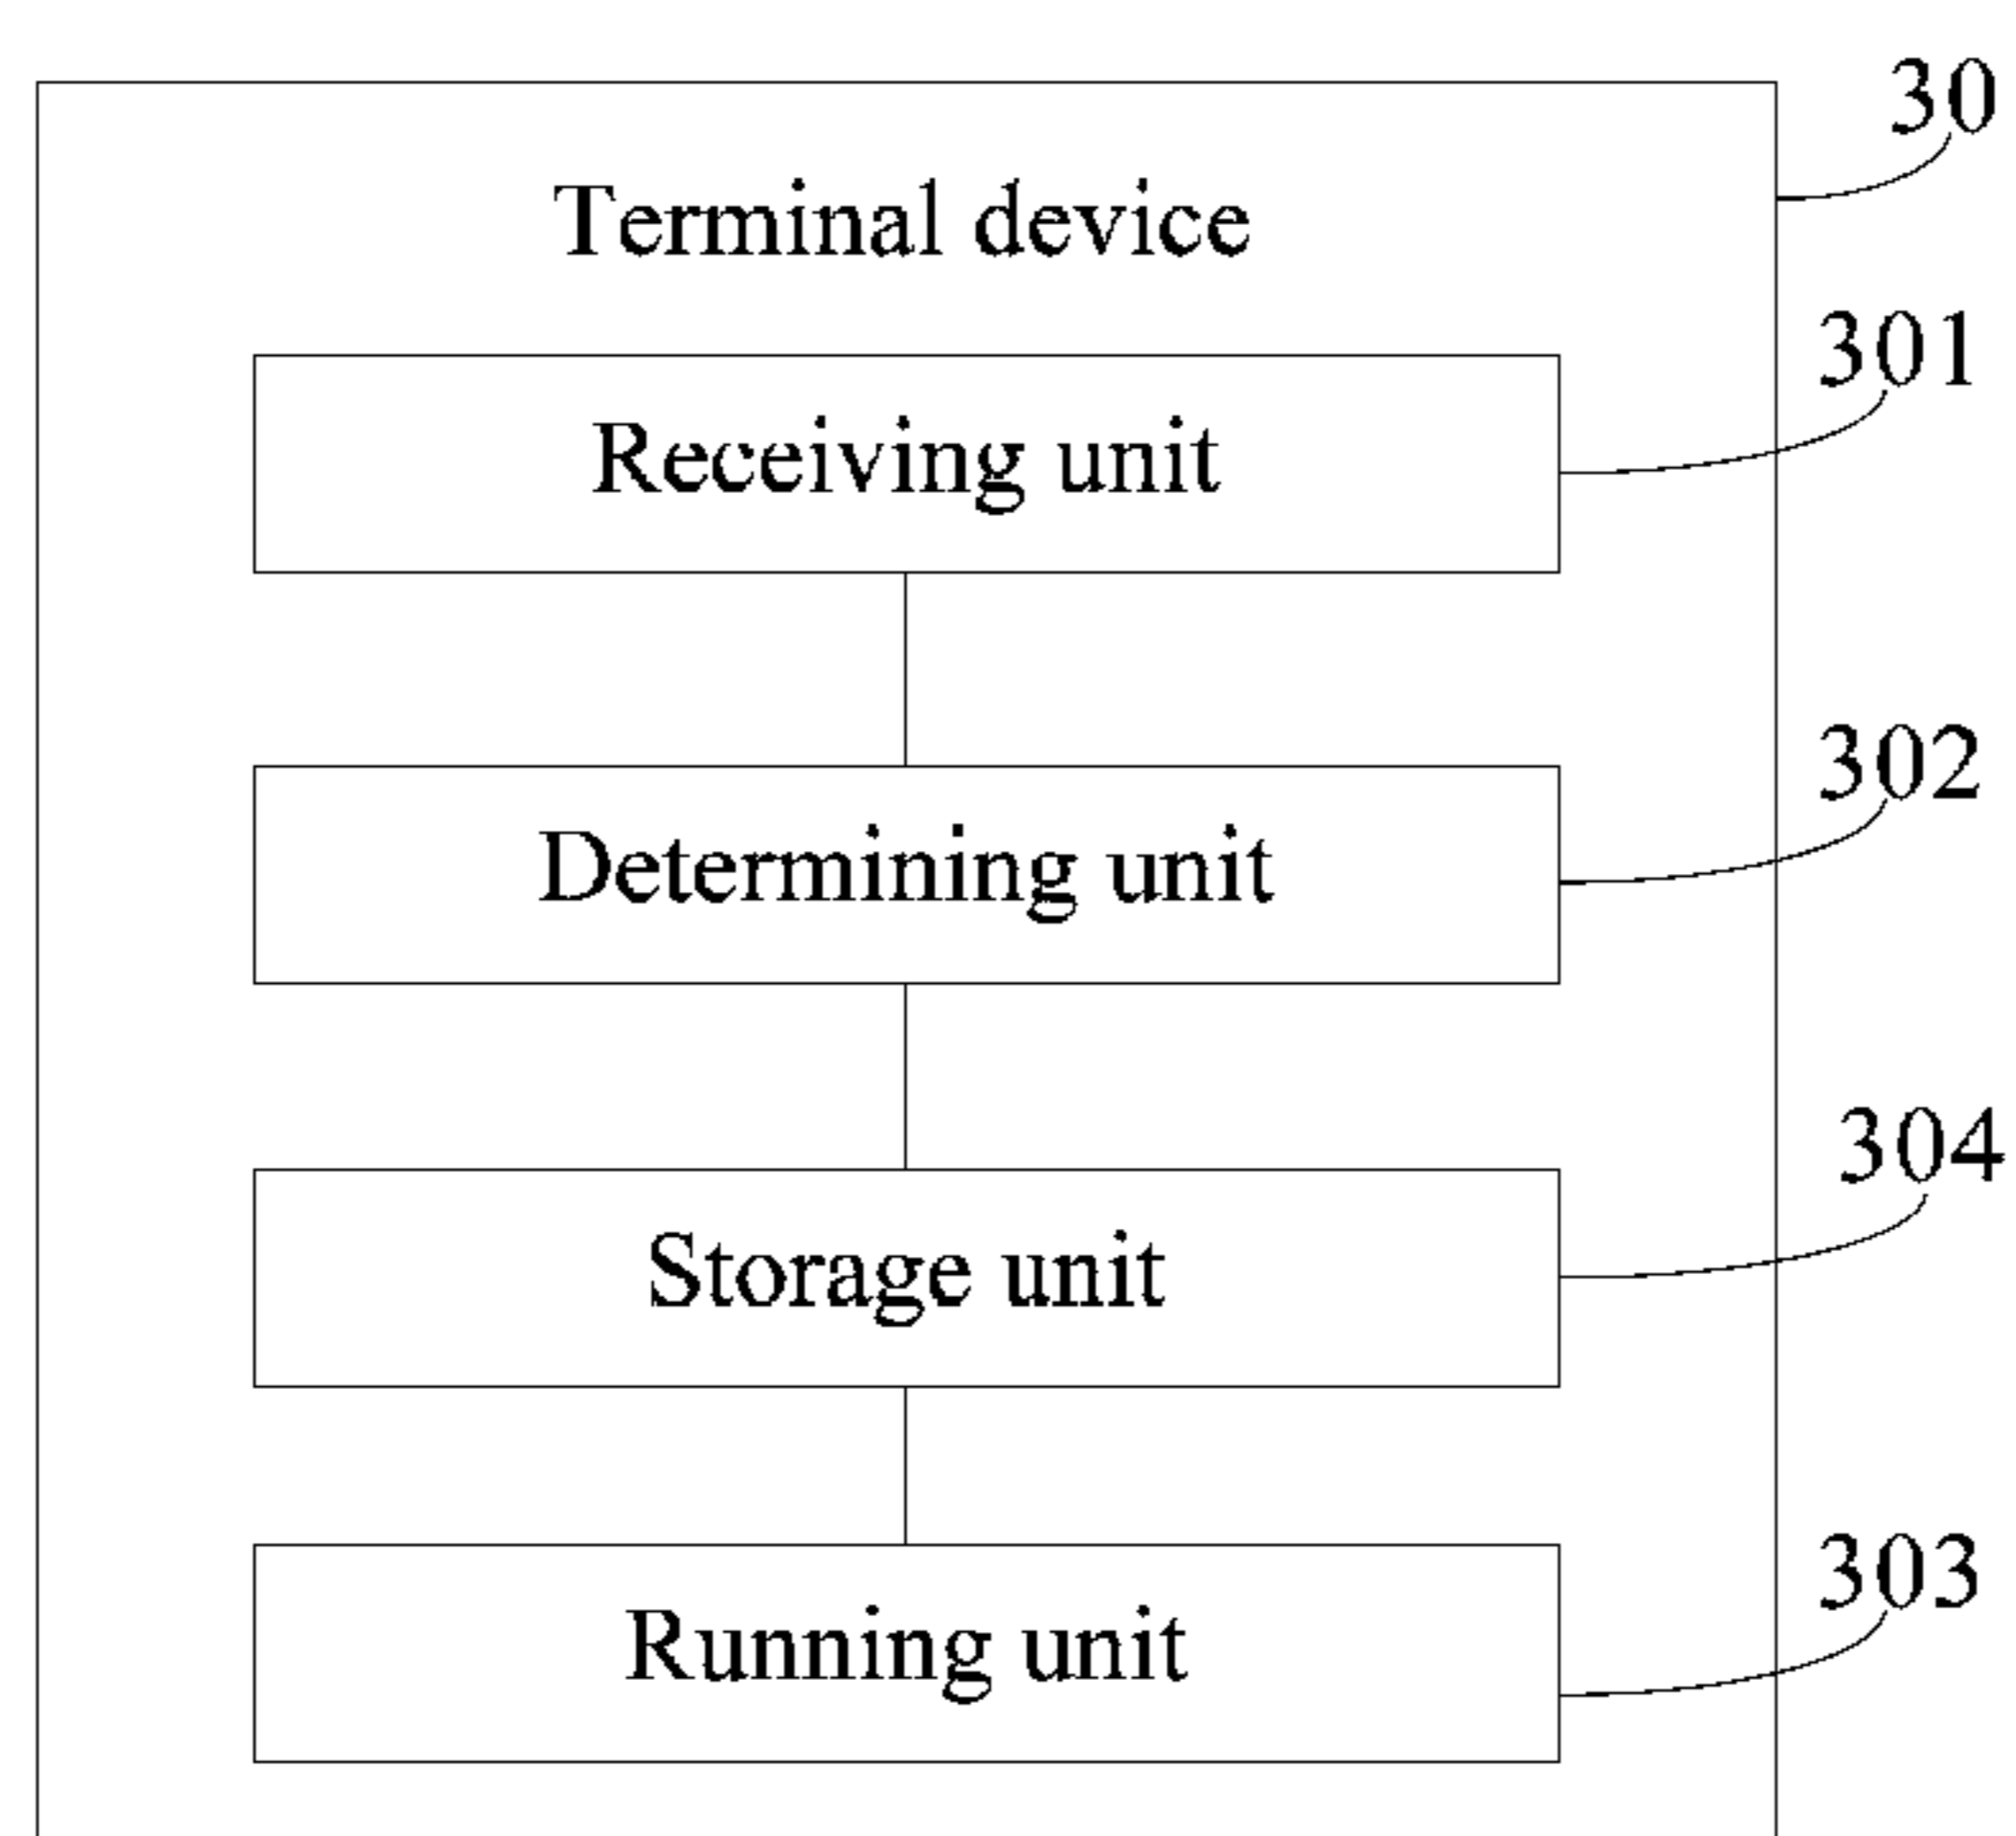 30
Terminal device
301
Receiving unit
302
Determining unit
304
Storage unit
303
Running unit